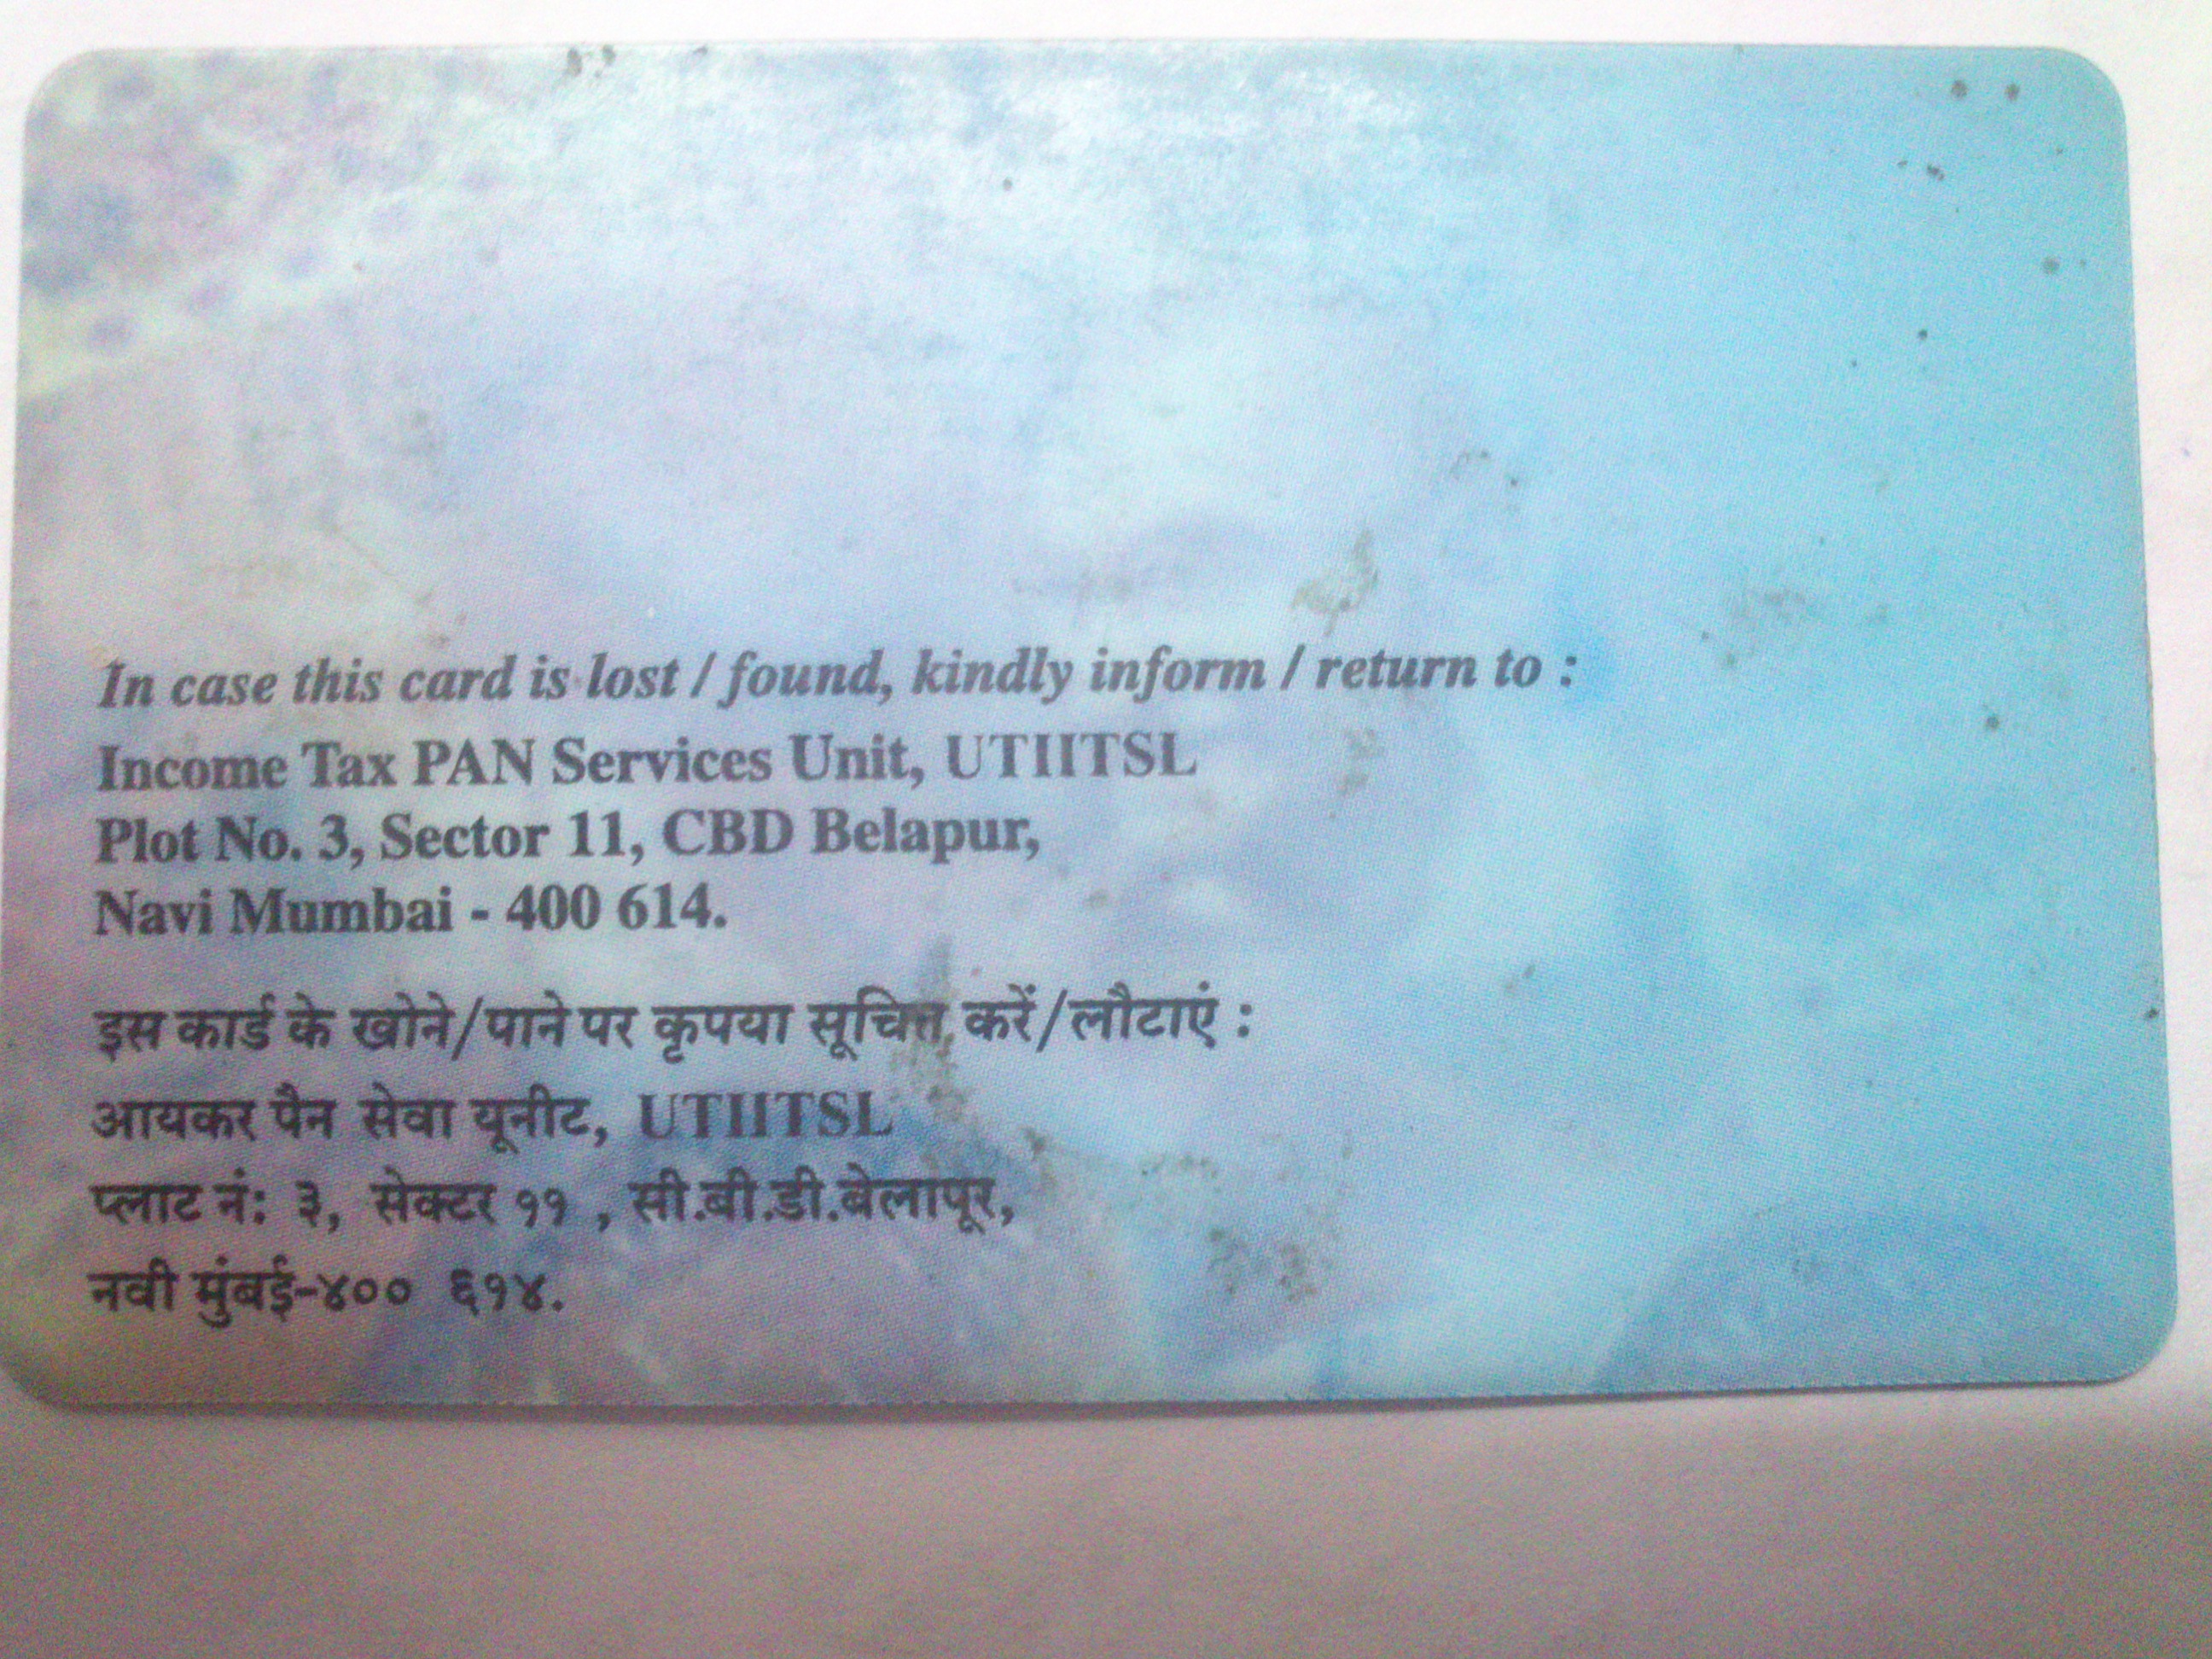 In case this card is lost / found, kindly inform / return to :
Income Tax PAN Services Unit, UTIITSL
Plot No. 3, Sector 11, CBD Belapur,
Navi Mumbai - 400 614.
इस कार्ड के खोने/पाने पर कृपया सूचित करें/लौटाएं :
आयकर पैन सेवा यूनीट, UTIITSL
प्लाट नं: ३, सेक्टर ११ , सी.बी.डी.बेलापूर,
नवी मुंबई-४०० ६१४.